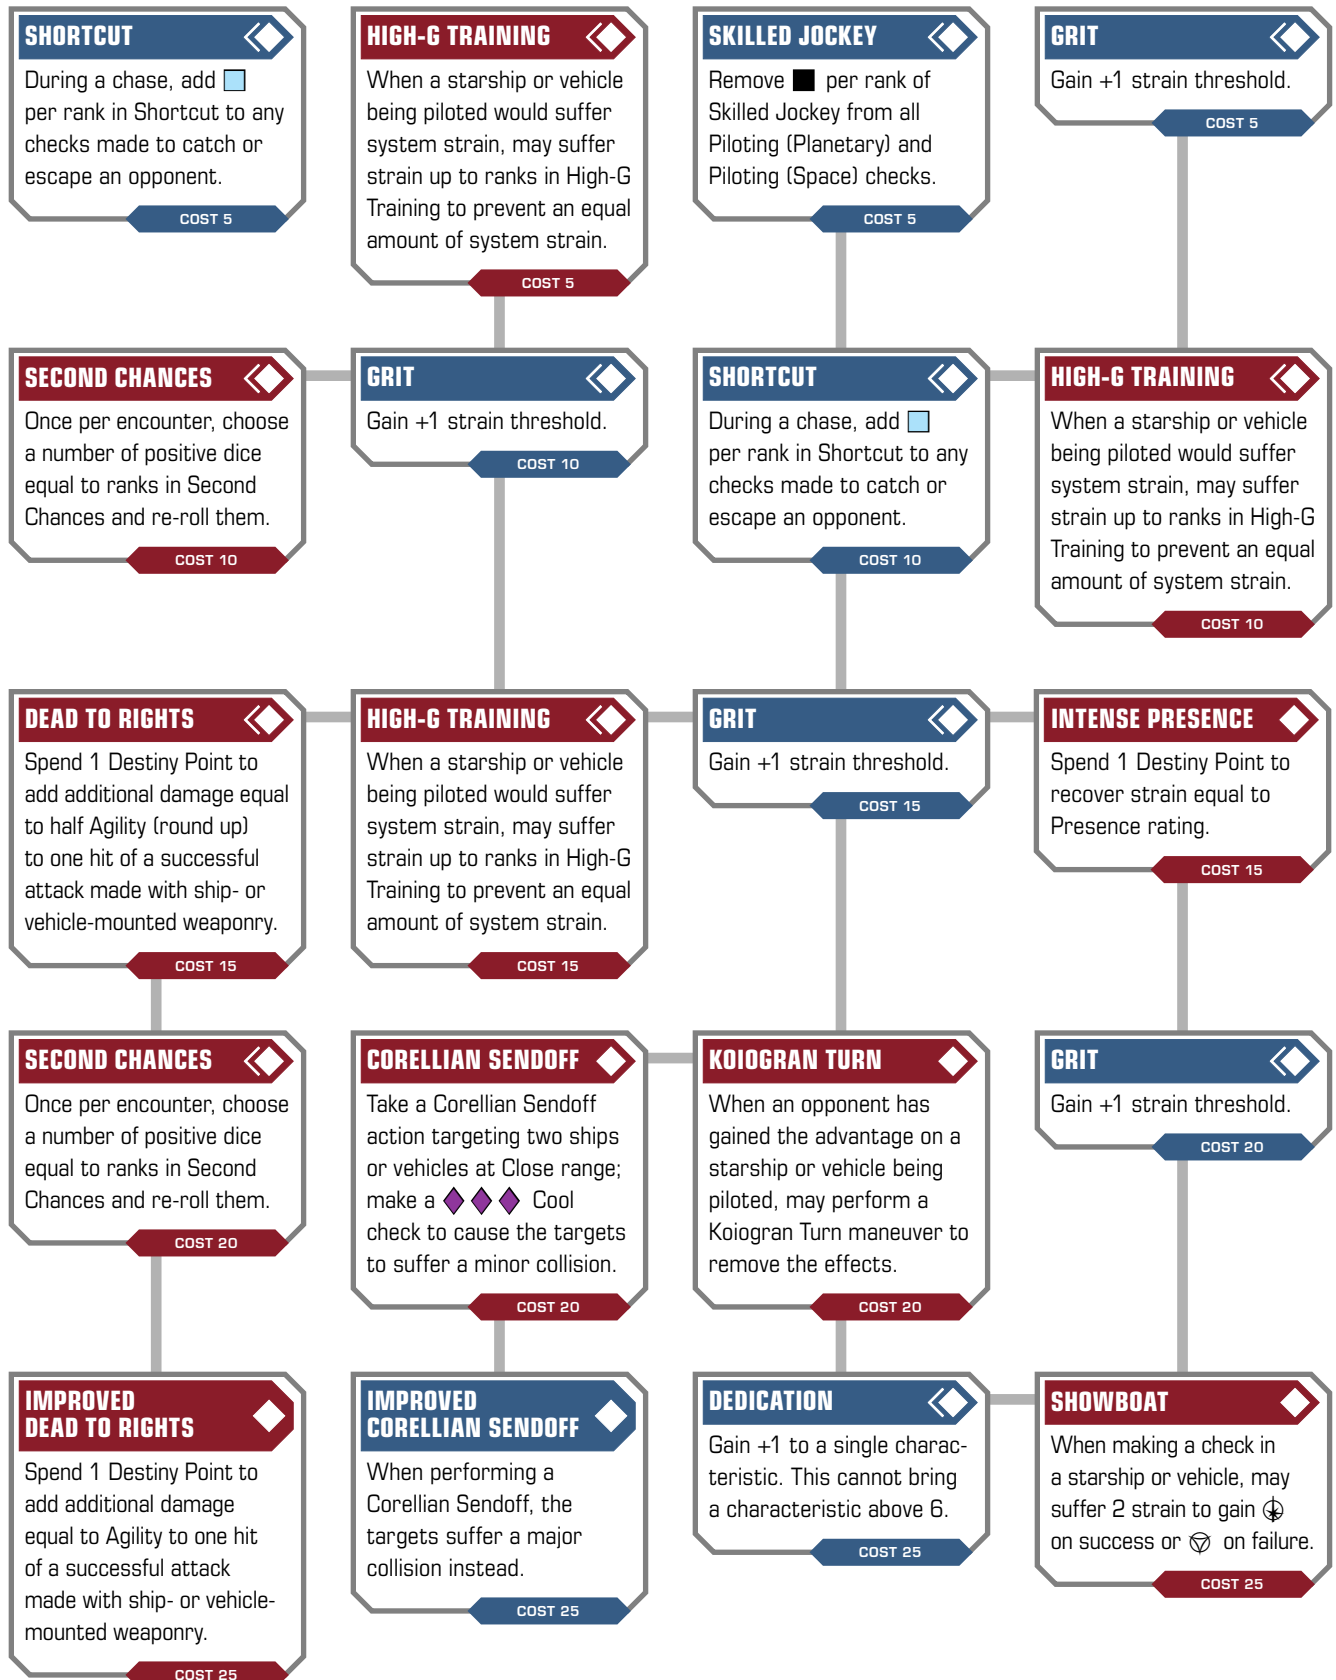 SHORTCUT
During a chase, add
per rank in Shortcut to any
checks made to catch or
escape an opponent.
COST 5
HIGH-G TRAINING
When a starship or vehicle
being piloted would suffer
system strain, may suffer
strain up to ranks in High-G
Training to prevent an equal
amount of system strain.
COST 5
SKILLED JOCKEY
Remove per rank of
Skilled Jockey from all
Piloting (Planetary) and
Piloting (Space) checks.
COST 5
GRIT
Gain +1 strain threshold.
COST 5
SECOND CHANCES
Once per encounter, choose
a number of positive dice
equal to ranks in Second
Chances and re-roll them.
COST 10
GRIT
Gain +1 strain threshold.
COST 10
SHORTCUT
During a chase, add
per rank in Shortcut to any
checks made to catch or
escape an opponent.
COST 10
HIGH-G TRAINING
When a starship or vehicle
being piloted would suffer
system strain, may suffer
strain up to ranks in High-G
Training to prevent an equal
amount of system strain.
COST 10
DEAD TO RIGHTS
Spend 1 Destiny Point to
add additional damage equal
to half Agility (round up)
to one hit of a successful
attack made with ship- or
vehicle-mounted weaponry.
COST 15
HIGH-G TRAINING
When a starship or vehicle
being piloted would suffer
system strain, may suffer
strain up to ranks in High-G
Training to prevent an equal
amount of system strain.
COST 15
GRIT
Gain +1 strain threshold.
COST 15
INTENSE PRESENCE
Spend 1 Destiny Point to
recover strain equal to
Presence rating.
COST 15
SECOND CHANCES
Once per encounter, choose
a number of positive dice
equal to ranks in Second
Chances and re-roll them.
COST 20
CORELLIAN SENDOFF
Take a Corellian Sendoff
action targeting two ships
or vehicles at Close range;
make a Cool
check to cause the targets
to suffer a minor collision.
COST 20
KOIOGRAN TURN
When an opponent has
gained the advantage on a
starship or vehicle being
piloted, may perform a
Koiogran Turn maneuver to
remove the effects.
COST 20
GRIT
Gain +1 strain threshold.
COST 20
IMPROVED
DEAD TO RIGHTS
Spend 1 Destiny Point to
add additional damage
equal to Agility to one hit
of a successful attack
made with ship- or vehicle-
mounted weaponry.
COST 25
IMPROVED
CORELLIAN SENDOFF
When performing a
Corellian Sendoff, the
targets suffer a major
collision instead.
COST 25
DEDICATION
Gain +1 to a single charac-
teristic. This cannot bring
a characteristic above 6.
COST 25
SHOWBOAT
When making a check in
a starship or vehicle, may
suffer 2 strain to gain
on success or on failure.
COST 25